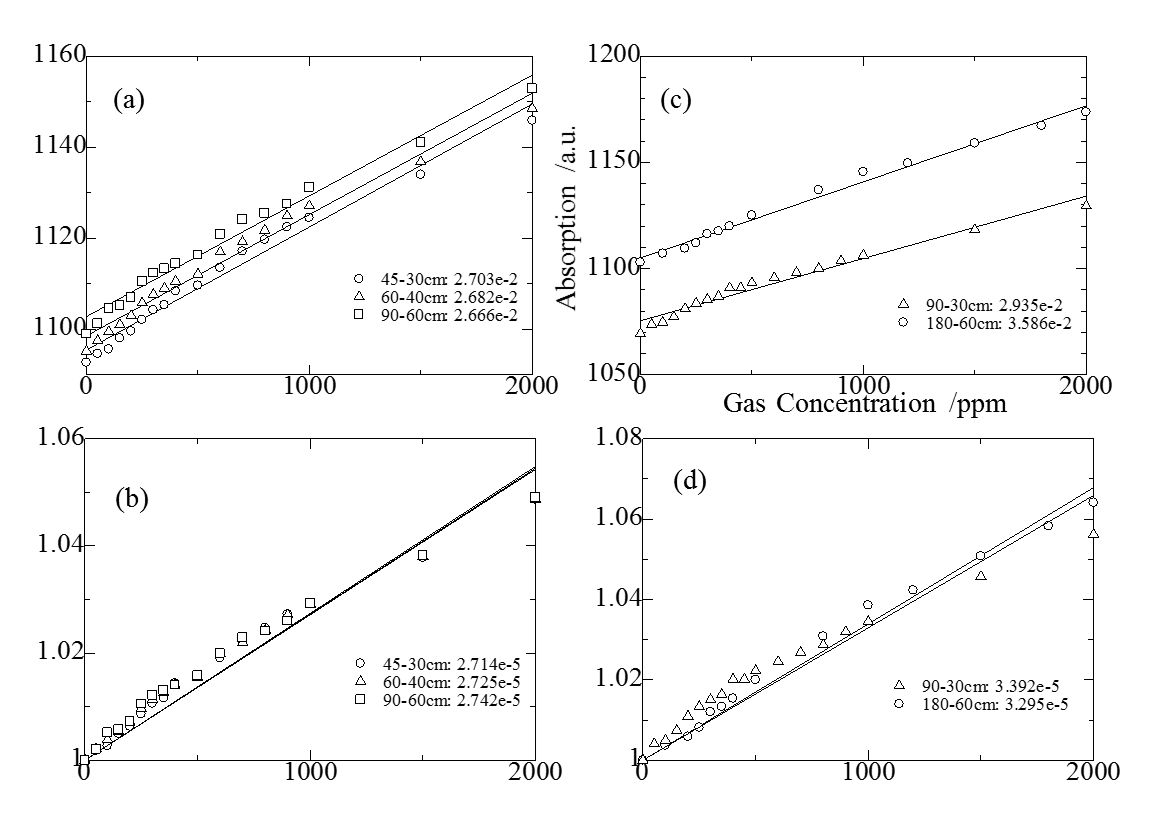 1160
(a)
1140
1120
45-30cm: 2.703e-2
60-40cm: 2.682e-2
90-60cm: 2.666e-2
1100
0
1000
2000
1200
(c)
1150
Absorption /a.u.
1100
90-30cm: 2.935e-2
180-60cm: 3.586e-2
1050
0
1000
2000
Gas Concentration /ppm
1.06
(b)
1.04
1.02
45-30cm: 2.714e-5
60-40cm: 2.725e-5
90-60cm: 2.742e-5
1
0
1000
2000
1.08
(d)
1.06
1.04
1.02
90-30cm: 3.392e-5
180-60cm: 3.295e-5
1
0
1000
2000